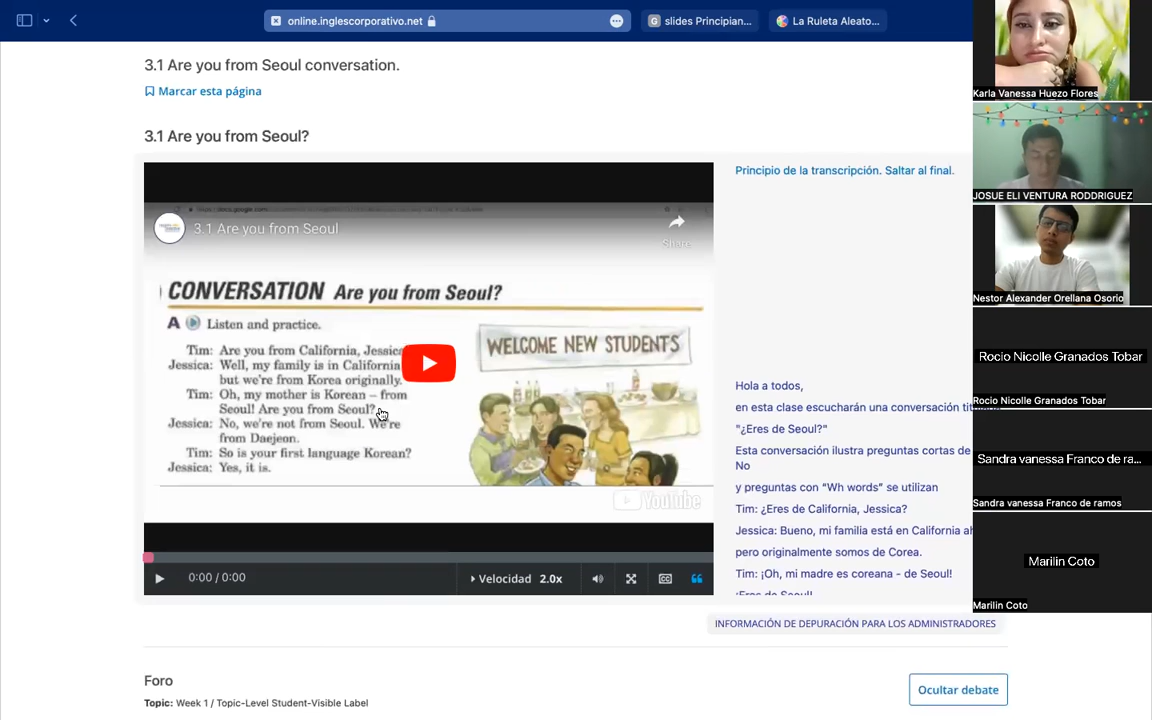 online.inglescorporativo.net
slides Principian...
La Ruleta Aleato...
3.1 Are you from Seoul conversation.
Marcar esta página
3.1 Are you from Seoul?
3.1 Are you from Seoul
Share
CONVERSATION Are you from Seoul?
A Listen and practice.
Tim: Are you from California, Jessica
Jessica: Well, my family is in California
but we're from Korea originally.
Tim: Oh, my mother is Korean – from
Seoul! Are you from Seoul?
Jessica: No, we're not from Seoul. We're
from Daejeon.
Tim: So is your first language Korean?
Jessica: Yes, it is.
WELCOME NEW STUDENTS
YouTube
0:00 / 0:00
Velocidad 2.0x
Principio de la transcripción. Saltar al final.
Hola a todos,
en esta clase escucharán una conversación
"¿Eres de Seoul?"
Esta conversación ilustra preguntas cortas de
No
y preguntas con “Wh words” se utilizan
Tim: ¿Eres de California, Jessica?
Jessica: Bueno, mi familia está en California
pero originalmente somos de Corea.
Tim: ¡Oh, mi madre es coreana - de Seoul!
INFORMACIÓN DE DEPURACIÓN PARA LOS ADMINISTRADORES
Foro
Topic: Week 1 / Topic-Level Student-Visible Label
Ocultar debate
Karla Vanessa Huezo Flores
JOSUE ELI VENTURA RODDRIGUEZ
Nestor Alexander Orellana Osorio
Rocio Nicolle Granados Tobar
Rocio Nicolle Granados Tobar
Sandra vanessa Franco de ra...
Sandra vanessa Franco de ramos
Marilin Coto
Marilin Coto